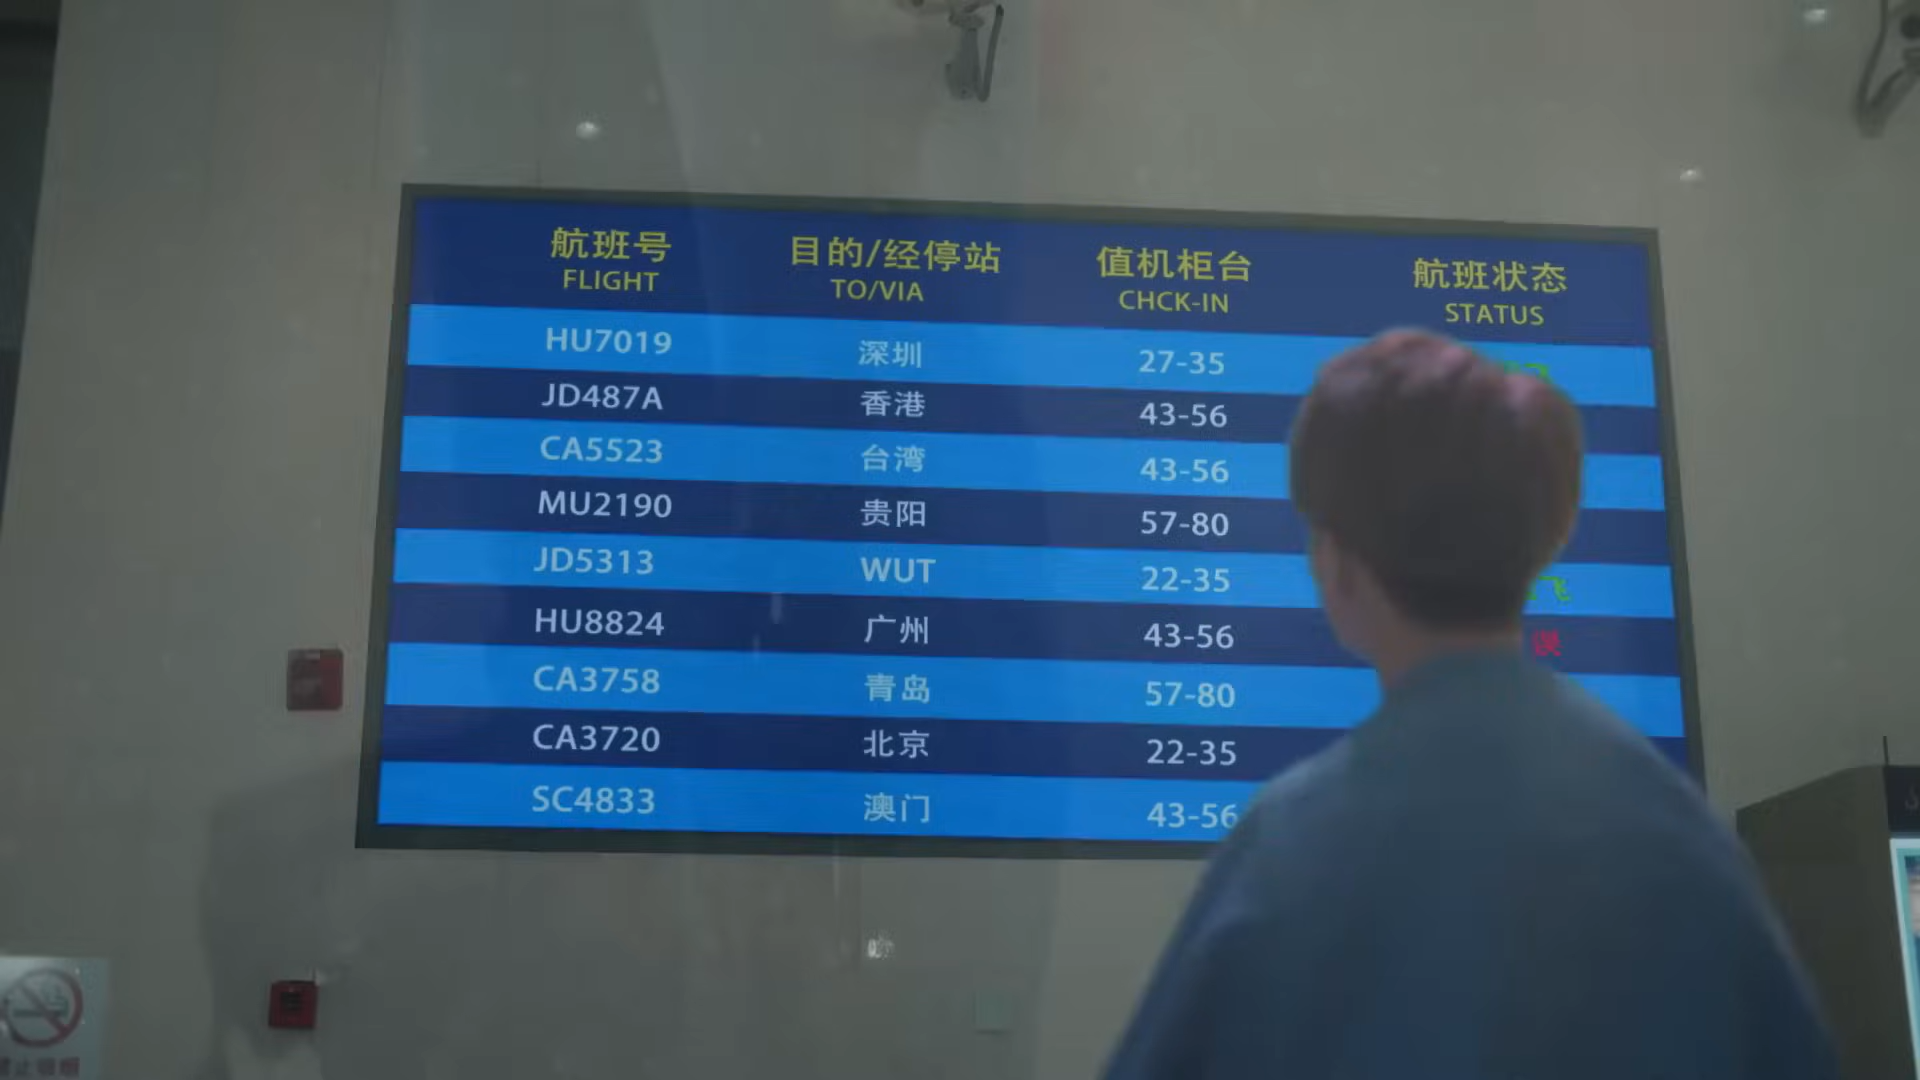 航班号 目的/经停站 值机柜台 航班状态
FLIGHT TO/VIA CHCK-IN STATUS
HU7019 深圳 27-35
JD487A 香港 43-56
CA5523 台湾 43-56
MU2190 贵阳 57-80
JD5313 WUT 22-35 飞
HU8824 广州 43-56 误
CA3758 青岛 57-80
CA3720 北京 22-35
SC4833 澳门 43-56